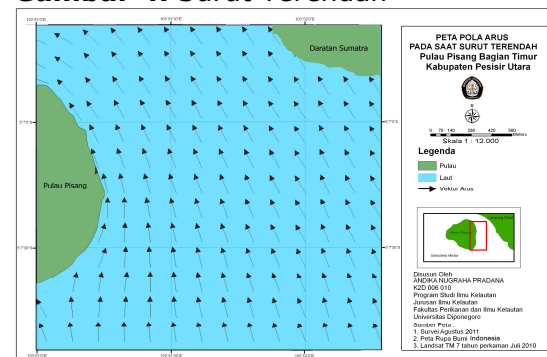 Gambar 4. Surut Terendah
Daratan Sumatra
Pulau Pisang
PETA POLA ARUS
PADA SAAT SURUT TERENDAH
Pulau Pisang Bagian Timur
Kabupaten Pesisir Utara
0 70 140 280 420 560
Meters
Skala 1 : 12.000
Legenda
Pulau
Laut
Vektor Arus
Samudera Hindia
Disusun Oleh
ANDIKA NUGRAHA PRADANA
K2D 006 010
Program Studi Ilmu Kelautan
Jurusan Ilmu Kelautan
Fakultas Perikanan dan Ilmu Kelautan
Universitas Diponegoro
Sumber Peta :
1. Survei Agustus 2011
2. Peta Rupa Bumi Indonesia
3. Landsat TM 7 tahun perkaman Juli 2010